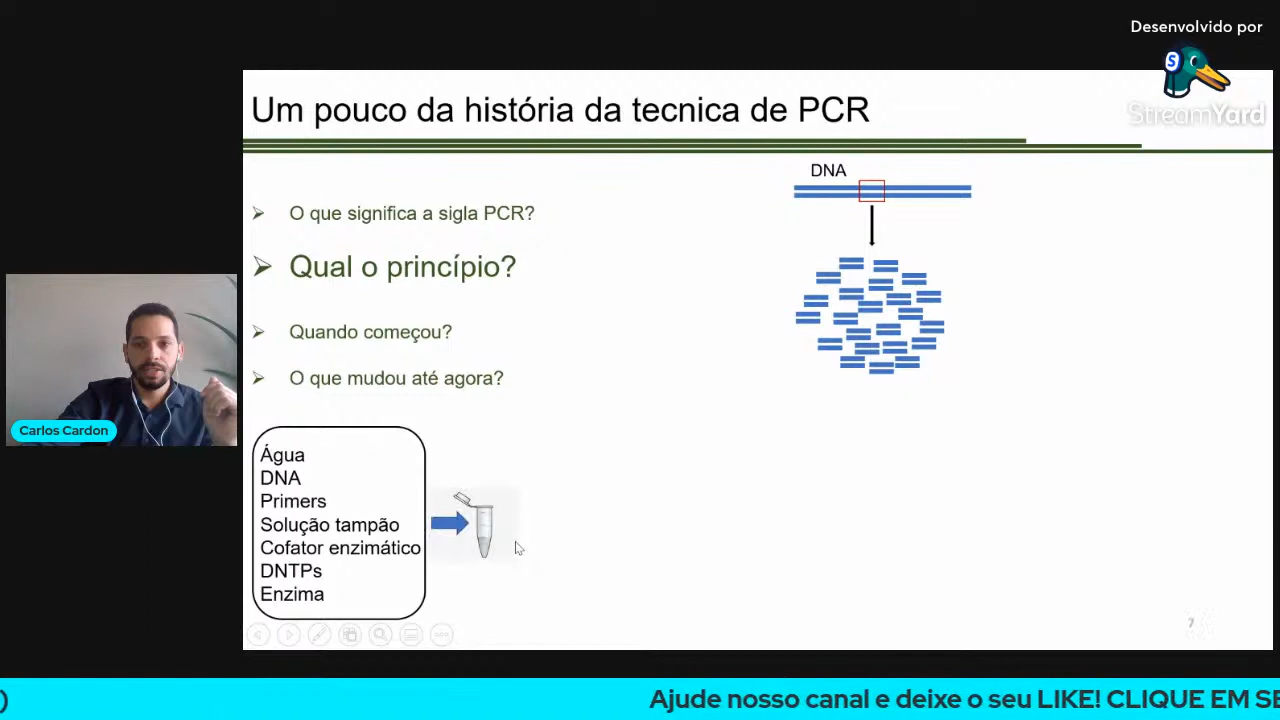 Desenvolvido por
S
StreamYard
Um pouco da história da tecnica de PCR
DNA
O que significa a sigla PCR?
Qual o princípio?
Quando começou?
O que mudou até agora?
Carlos Cardon
Água
DNA
Primers
Solução tampão
Cofator enzimático
DNTPs
Enzima
7
) Ajude nosso canal e deixe o seu LIKE! CLIQUE EM SE